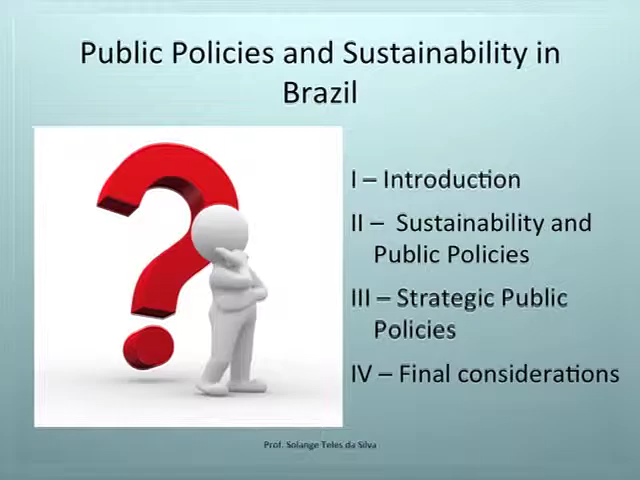 Public Policies and Sustainability in
Brazil
I – Introduction
II – Sustainability and
Public Policies
III – Strategic Public
Policies
IV – Final considerations
Prof. Solange Teles da Silva